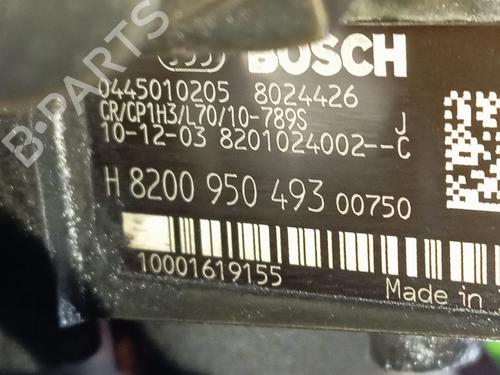 BOSCH
0445010205 8024426
CR/CP1H3/L70/10-789S J
10-12-03 8201024002--C
H 8200 950 493 00750
10001619155
Made in
B-PARTS